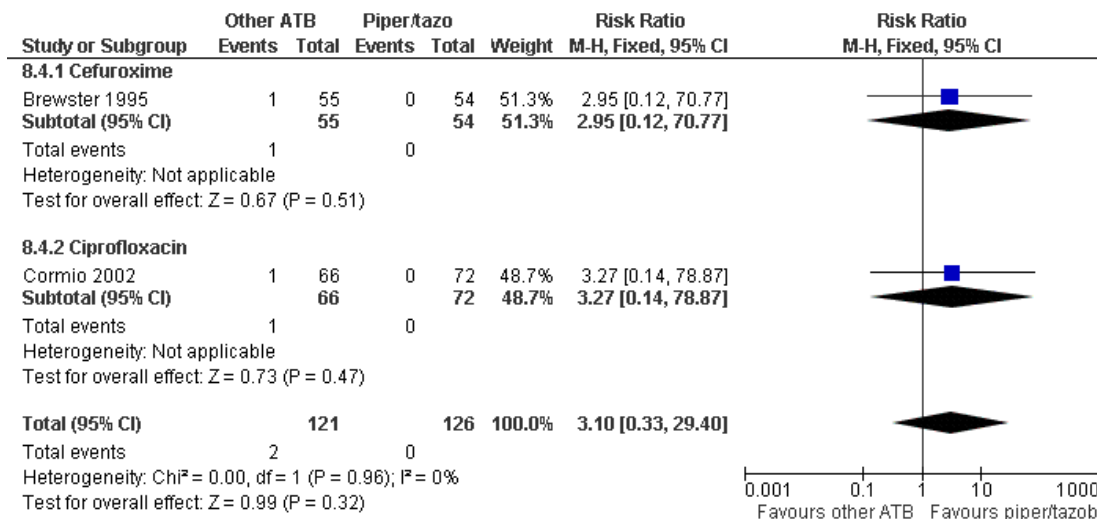 Other ATB Piper/tazo Risk Ratio Risk Ratio
Study or Subgroup Events Total Events Total Weight M-H, Fixed, 95% CI M-H, Fixed, 95% CI
8.4.1 Cefuroxime
Brewster 1995 1 55 0 54 51.3% 2.95 [0.12, 70.77]
Subtotal (95% CI) 55 54 51.3% 2.95 [0.12, 70.77]
Total events 1 0
Heterogeneity: Not applicable
Test for overall effect: Z = 0.67 (P = 0.51)
8.4.2 Ciprofloxacin
Cormio 2002 1 66 0 72 48.7% 3.27 [0.14, 78.87]
Subtotal (95% CI) 66 72 48.7% 3.27 [0.14, 78.87]
Total events 1 0
Heterogeneity: Not applicable
Test for overall effect: Z = 0.73 (P = 0.47)
Total (95% CI) 121 126 100.0% 3.10 [0.33, 29.40]
Total events 2 0
Heterogeneity: Chi² = 0.00, df = 1 (P = 0.96); I² = 0%
Test for overall effect: Z = 0.99 (P = 0.32)
0.001 0.1 1 10 1000
Favours other ATB Favours piper/tazob